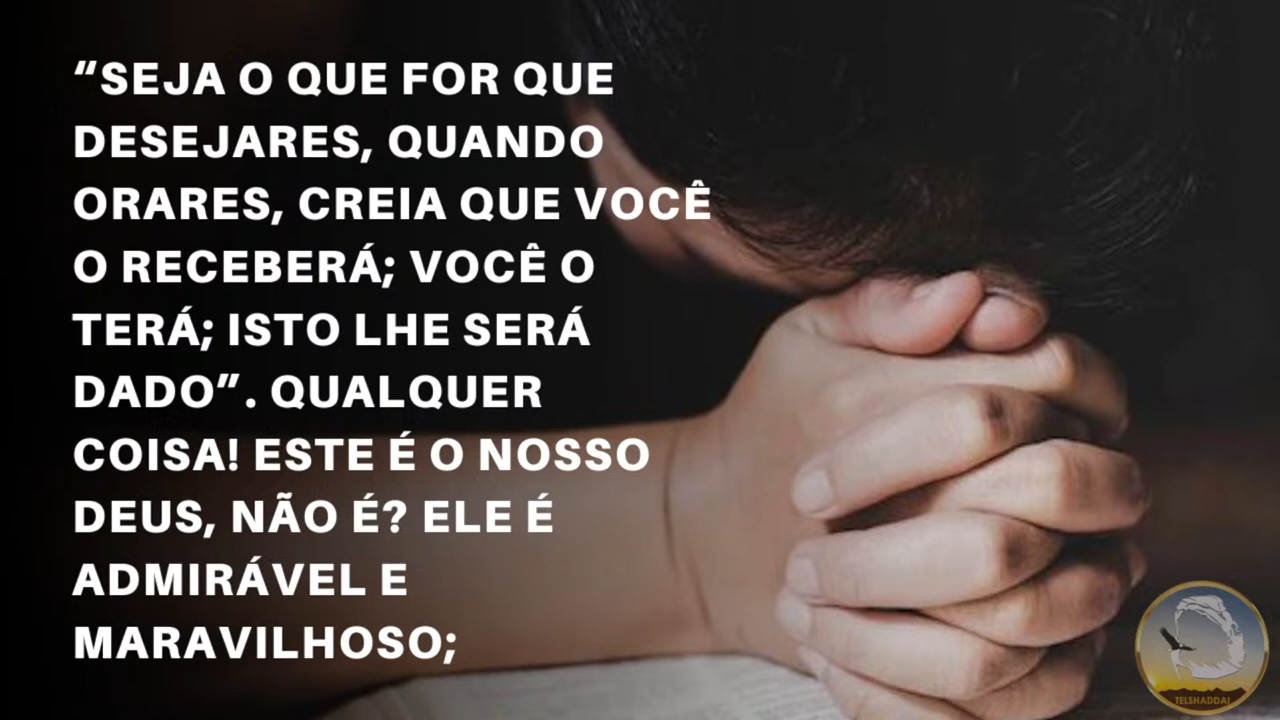 “SEJA O QUE FOR QUE
DESEJARES, QUANDO
ORARES, CREIA QUE VOCÊ
O RECEBERÁ; VOCÊ O
TERÁ; ISTO LHE SERÁ
DADO”. QUALQUER
COISA! ESTE É O NOSSO
DEUS, NÃO É? ELE É
ADMIRÁVEL E
MARAVILHOSO;
TELSHADDAI